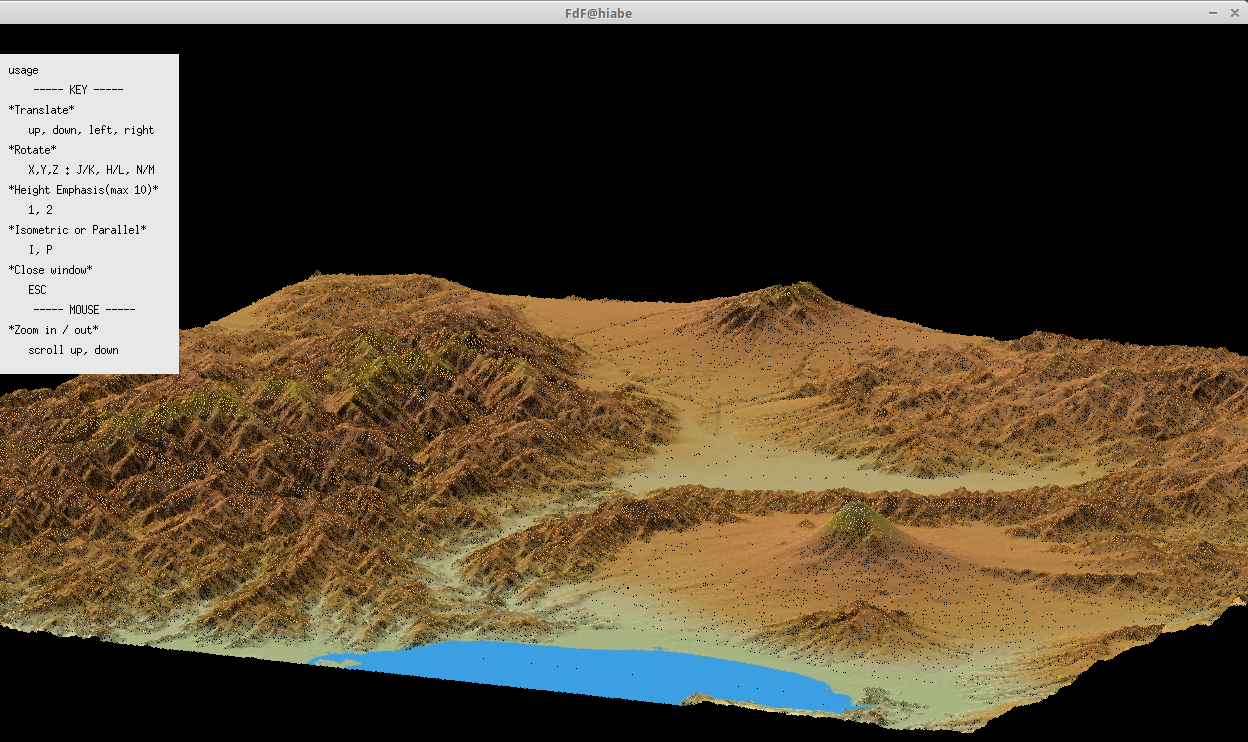 FdF@hiabe
usage
----- KEY -----
*Translate*
up, down, left, right
*Rotate*
X,Y,Z : J/K, H/L, N/M
*Height Emphasis(max 10)*
1, 2
*Isometric or Parallel*
I, P
*Close window*
ESC
----- MOUSE -----
*Zoom in / out*
scroll up, down